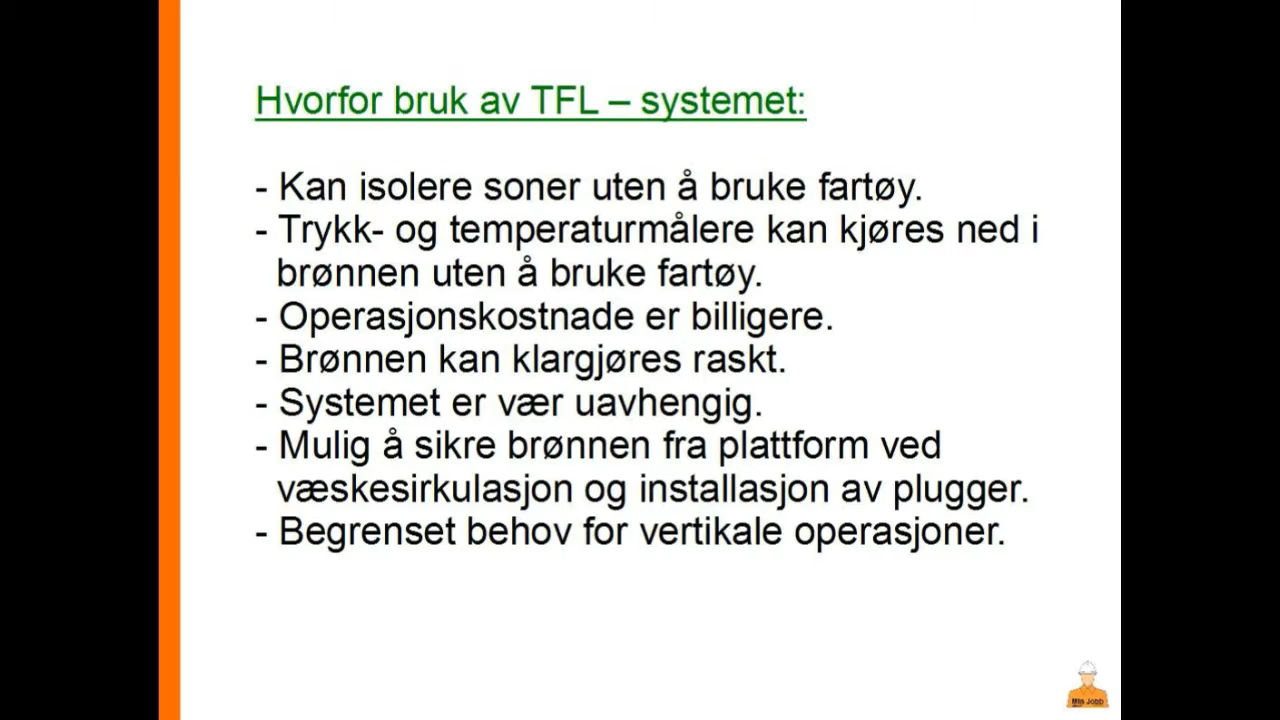 Hvorfor bruk av TFL – systemet:
- Kan isolere soner uten å bruke fartøy.
- Trykk- og temperaturmålere kan kjøres ned i
brønnen uten å bruke fartøy.
- Operasjonskostnade er billigere.
- Brønnen kan klargjøres raskt.
- Systemet er vær uavhengig.
- Mulig å sikre brønnen fra plattform ved
væskesirkulasjon og installasjon av plugger.
- Begrenset behov for vertikale operasjoner.
Min Jobb